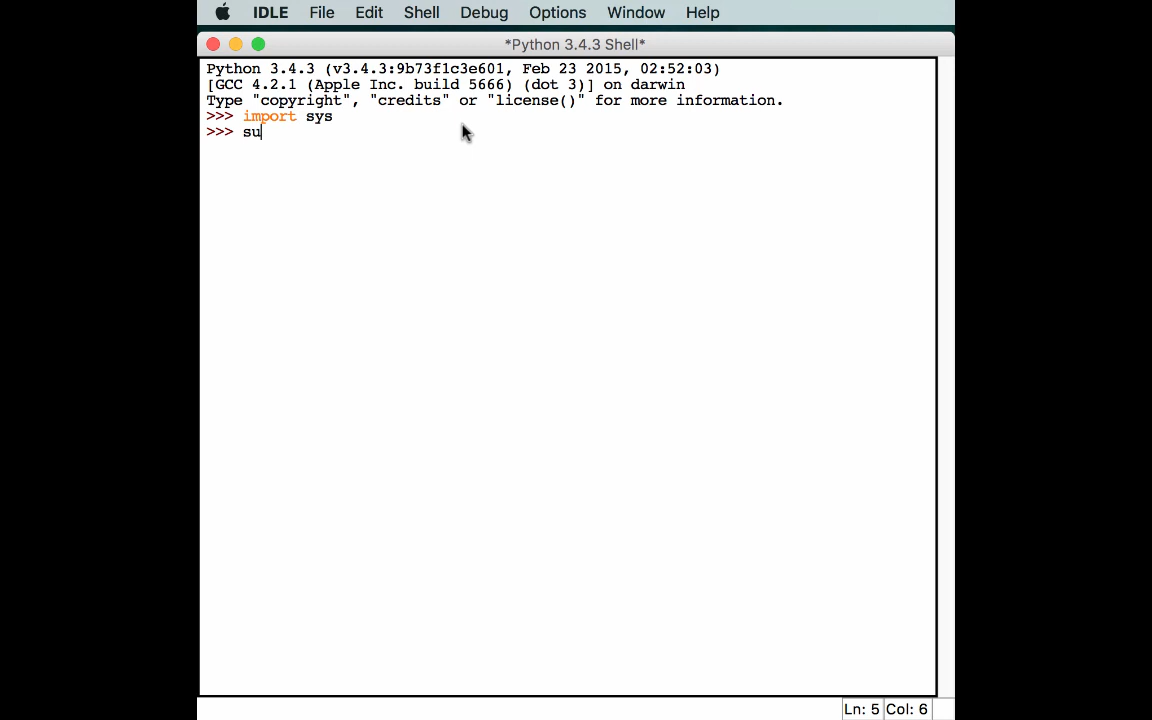 IDLE File Edit Shell Debug Options Window Help
*Python 3.4.3 Shell*
Python 3.4.3 (v3.4.3:9b73f1c3e601, Feb 23 2015, 02:52:03)
[GCC 4.2.1 (Apple Inc. build 5666) (dot 3)] on darwin
Type "copyright", "credits" or "license()" for more information.
>>> import sys
>>> su
Ln: 5 Col: 6